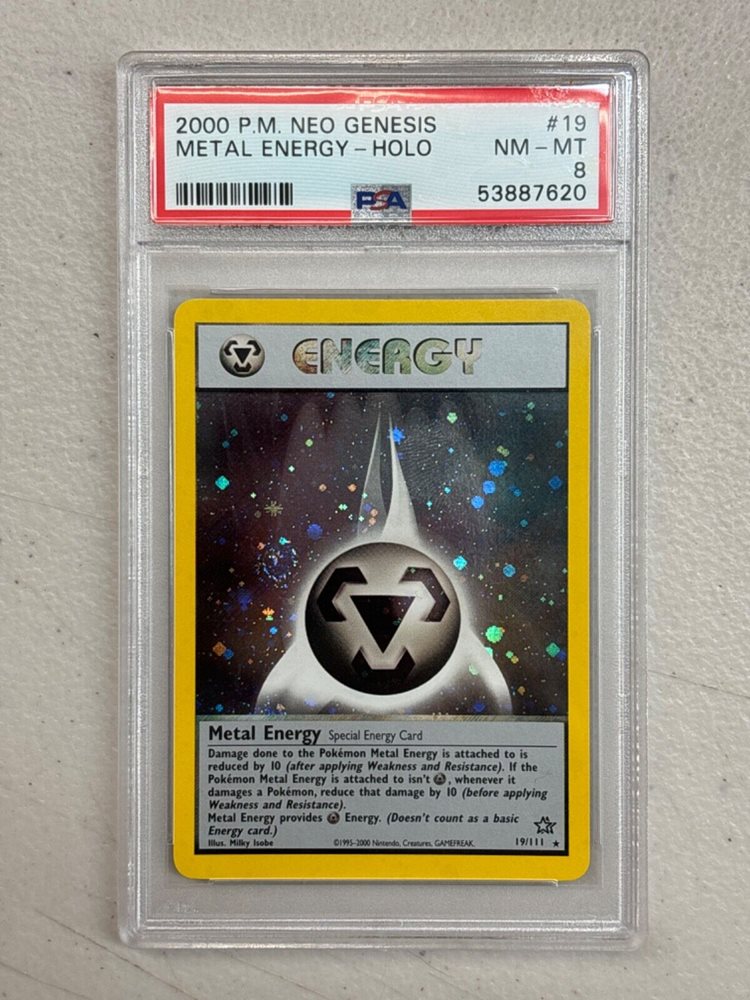 2000 P.M. NEO GENESIS #19
METAL ENERGY - HOLO NM - MT
8
PSA 53887620
ENERGY
Metal Energy Special Energy Card
Damage done to the Pokémon Metal Energy is attached to is
reduced by 10 (after applying Weakness and Resistance). If the
Pokémon Metal Energy is attached to isn't , whenever it
damages a Pokémon, reduce that damage by 10 (before applying
Weakness and Resistance).
Metal Energy provides Energy. (Doesn't count as a basic
Energy card.)
Illus. Milky Isobe ©1995-2000 Nintendo, Creatures, GAMEFREAK. 19/111 ★